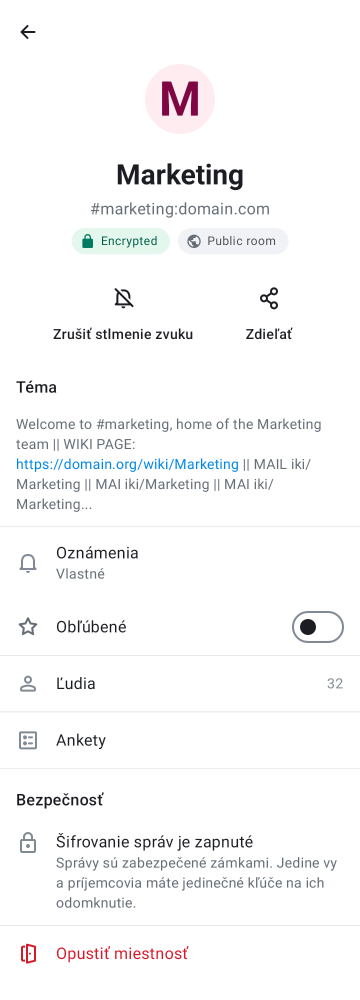 M
Marketing
#marketing:domain.com
Encrypted
Public room
Zrušiť stlmenie zvuku
Zdieľať
Téma
Welcome to #marketing, home of the Marketing
team || WIKI PAGE:
https://domain.org/wiki/Marketing || MAIL iki/
Marketing || MAI iki/Marketing || MAI iki/
Marketing...
Oznámenia
Vlastné
Obľúbené
Ľudia
32
Ankety
Bezpečnosť
Šifrovanie správ je zapnuté
Správy sú zabezpečené zámkami. Jedine vy
a príjemcovia máte jedinečné kľúče na ich
odomknutie.
Opustiť miestnosť